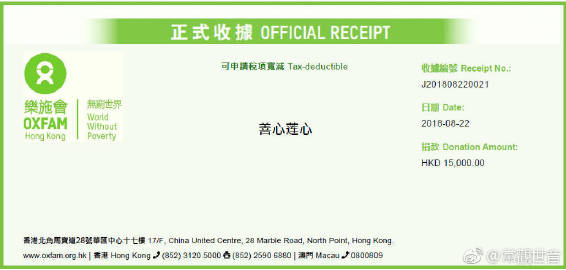 正式收據 OFFICIAL RECEIPT
可申請稅項寬減 Tax-deductible
樂施會
OXFAM
Hong Kong
無窮世界
World
Without
Poverty
善心莲心
收據編號 Receipt No.:
J201808220021
日期 Date:
2018-08-22
捐款 Donation Amount:
HKD 15,000.00
香港北角馬寶道28號華匯中心十七樓 17/F, China United Centre, 28 Marble Road, North Point, Hong Kong.
www.oxfam.org.hk | 香港 Hong Kong (852) 3120 5000 (852) 2590 6880 | 澳門 Macau 0800809
@常觀世音